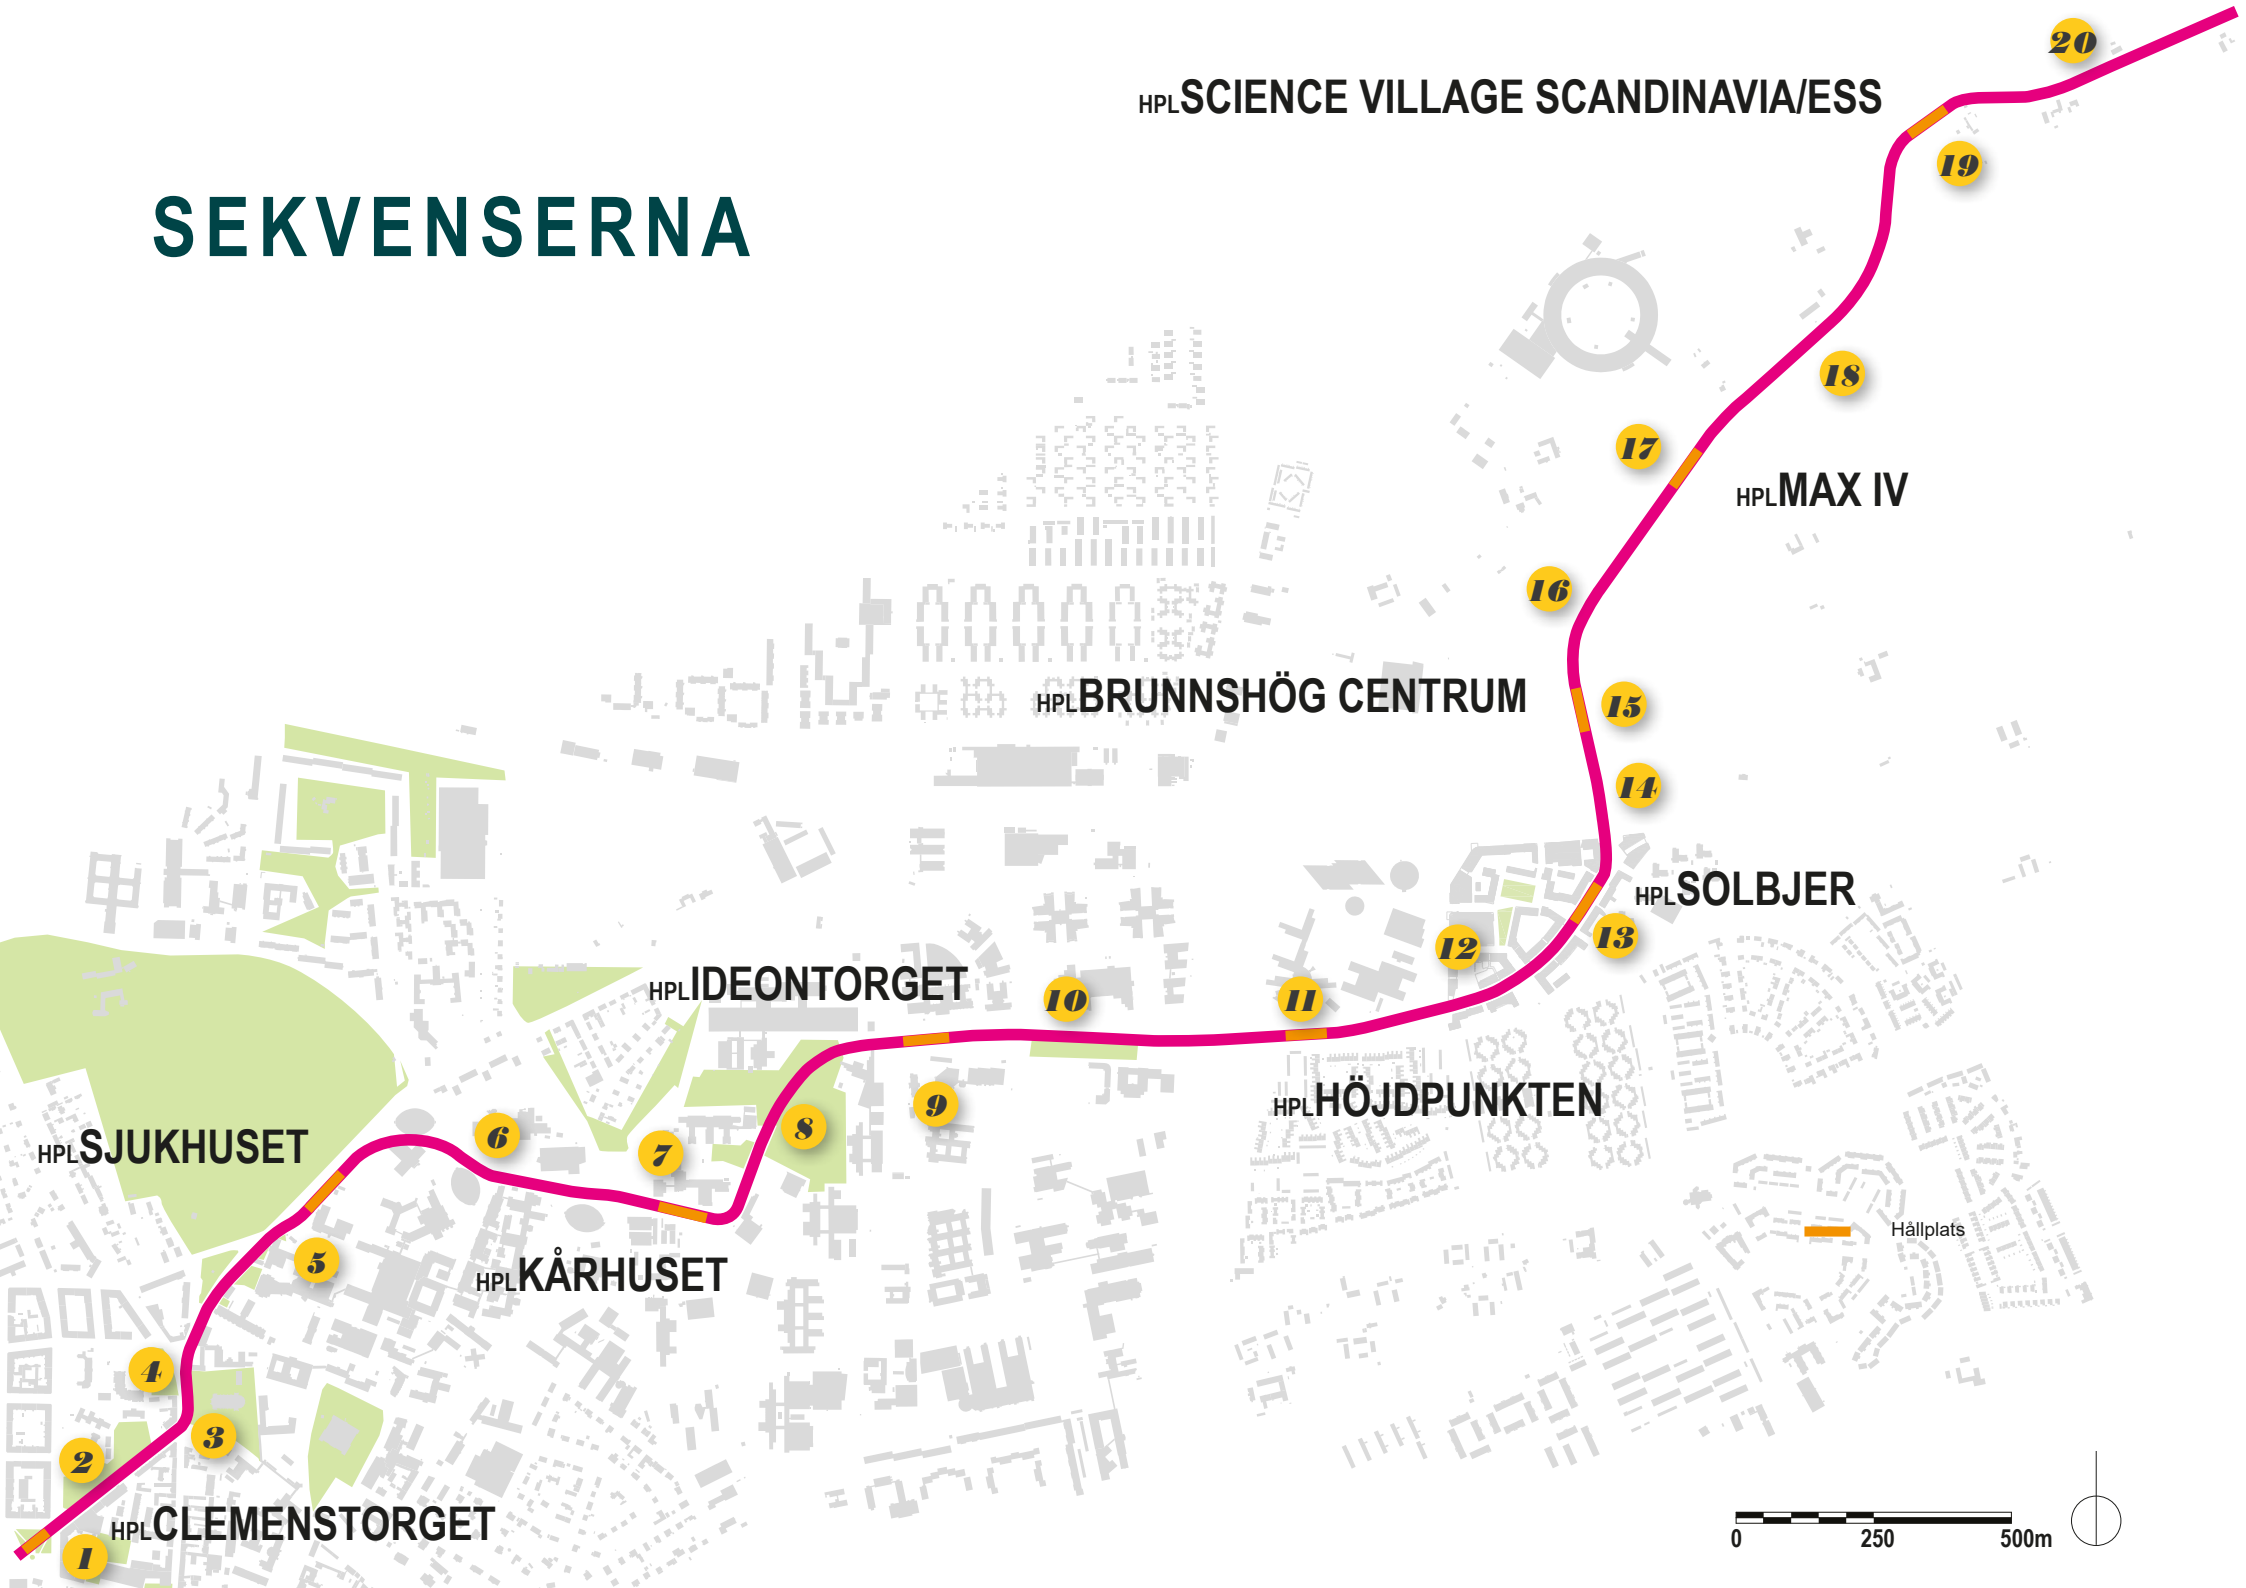 20
HPLSCIENCE VILLAGE SCANDINAVIA/ESS
19
SEKVENSERNA
18
17
HPLMAX IV
16
HPLBRUNNSHÖG CENTRUM
15
14
HPLSOLBJER
13
12
HPLIDEONTORGET
10
11
HPLHÖJDPUNKTEN
9
8
7
6
HPLSJUKHUSET
Hållplats
5
HPLKÅRHUSET
4
3
2
HPLCLEMENSTORGET
1
0 250 500m